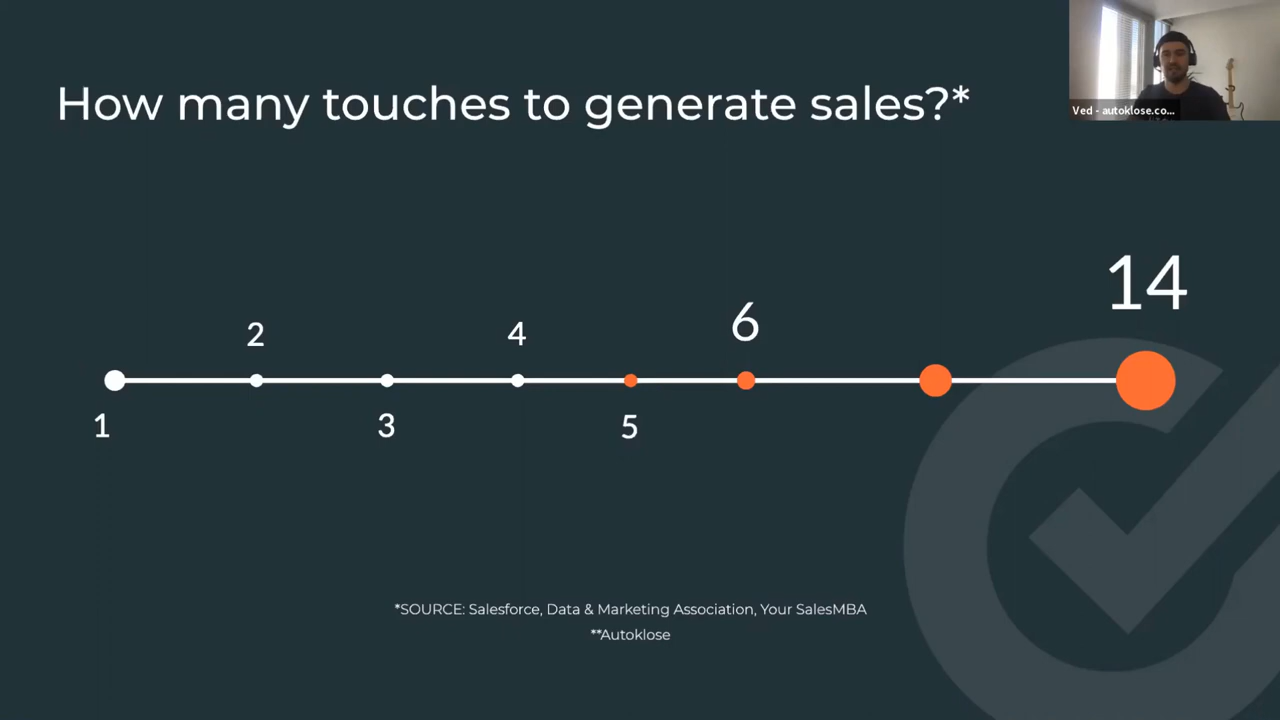 Ved - autoklose.co...
How many touches to generate sales?*
14
6
2
4
1
3
5
*SOURCE: Salesforce, Data & Marketing Association, Your SalesMBA
**Autoklose